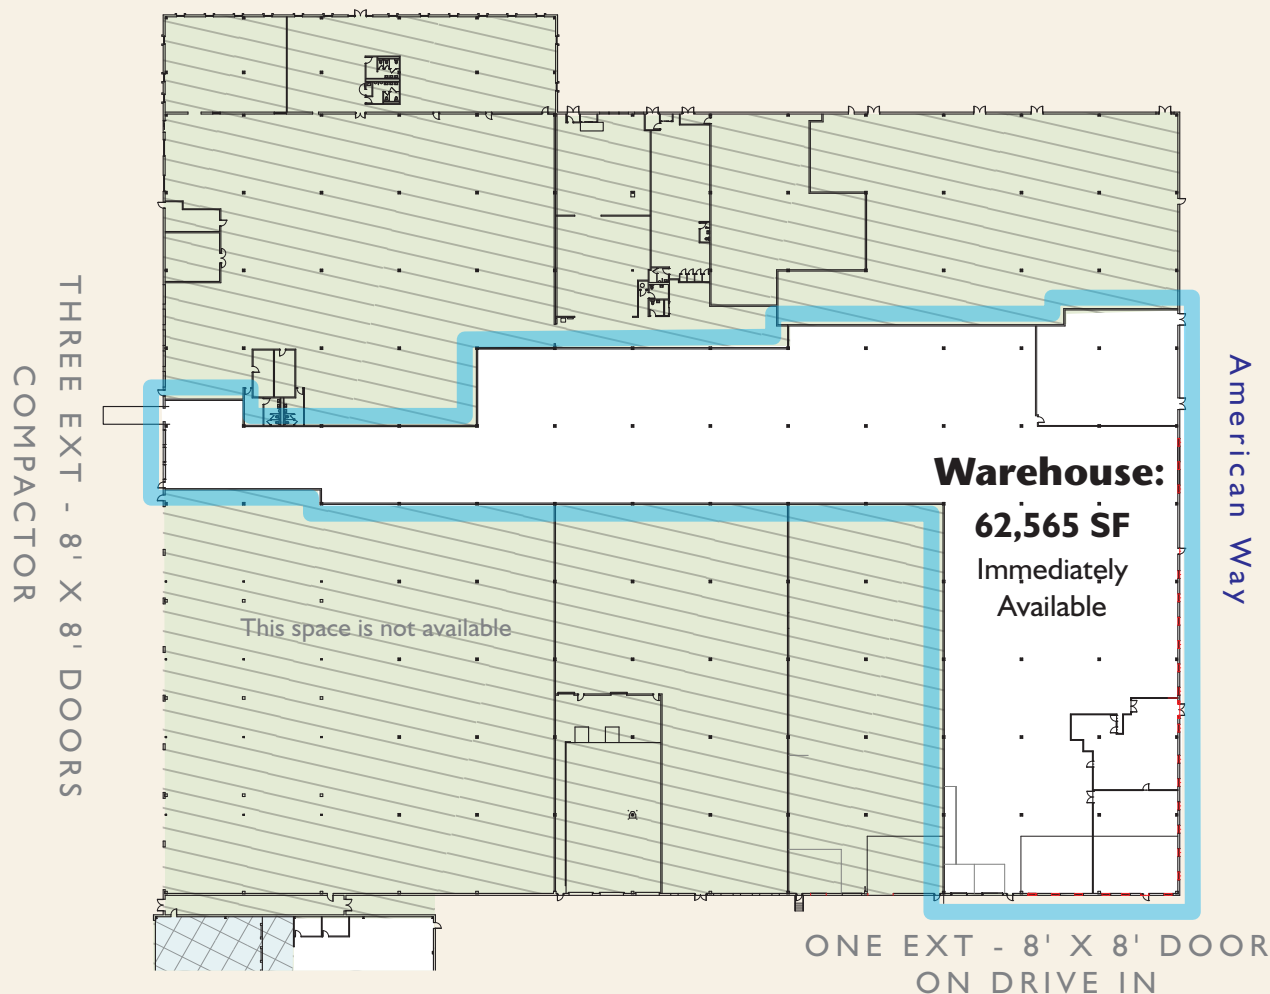 THREE EXT - 8' X 8' DOORS
COMPACTOR
American Way
Warehouse:
62,565 SF
Immediately
Available
This space is not available
ONE EXT - 8' X 8' DOOR
ON DRIVE IN